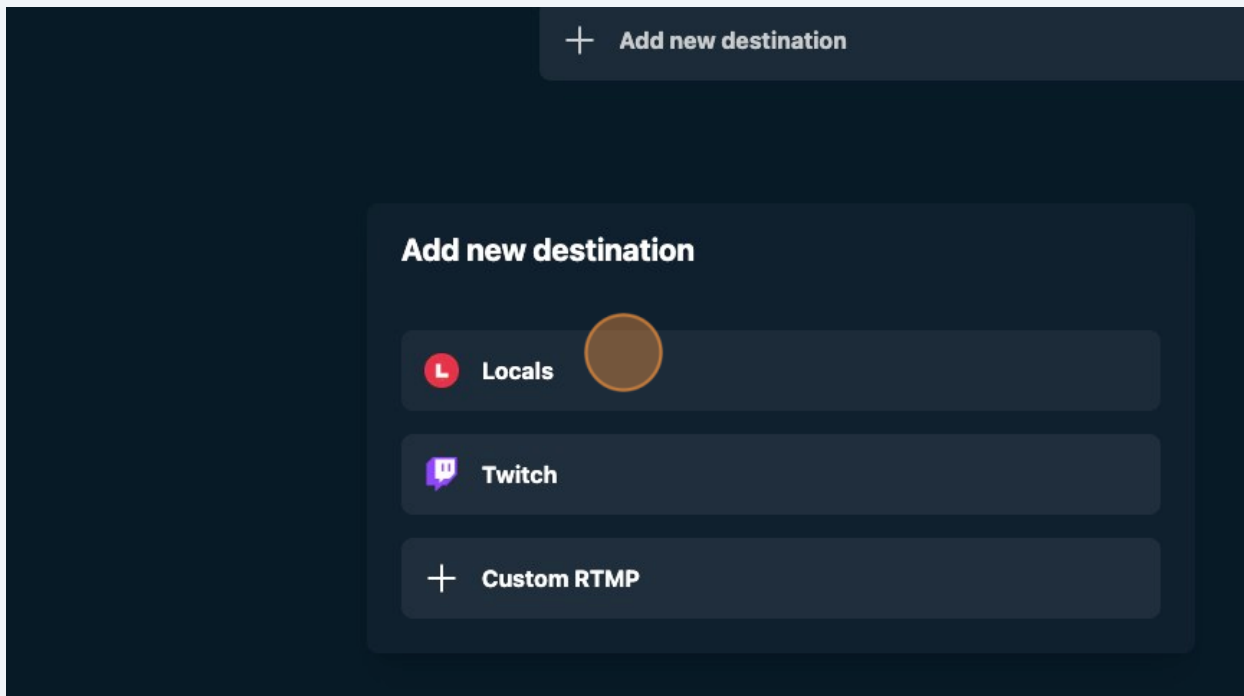 Add new destination
Add new destination
Locals
Twitch
Custom RTMP